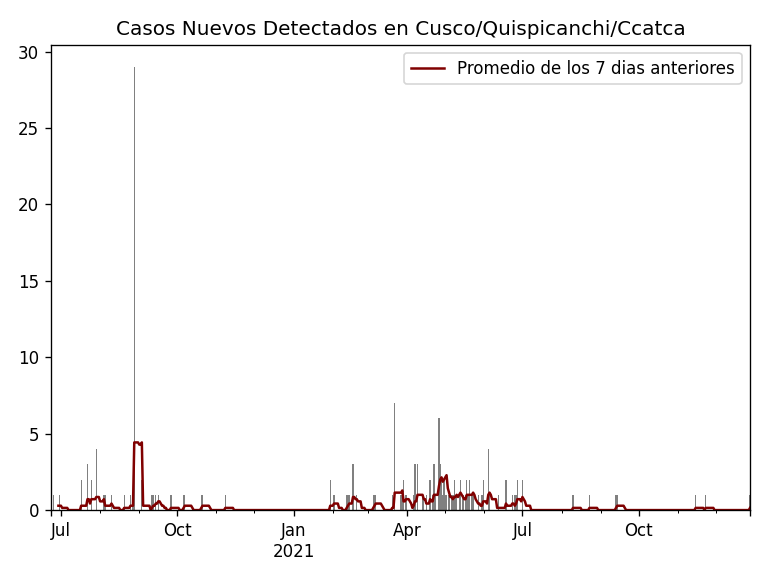 Casos Nuevos Detectados en Cusco/Quispicanchi/Ccatca
Promedio de los 7 dias anteriores
30
25
20
15
10
5
0
Jul Oct Jan Apr Jul Oct
2021